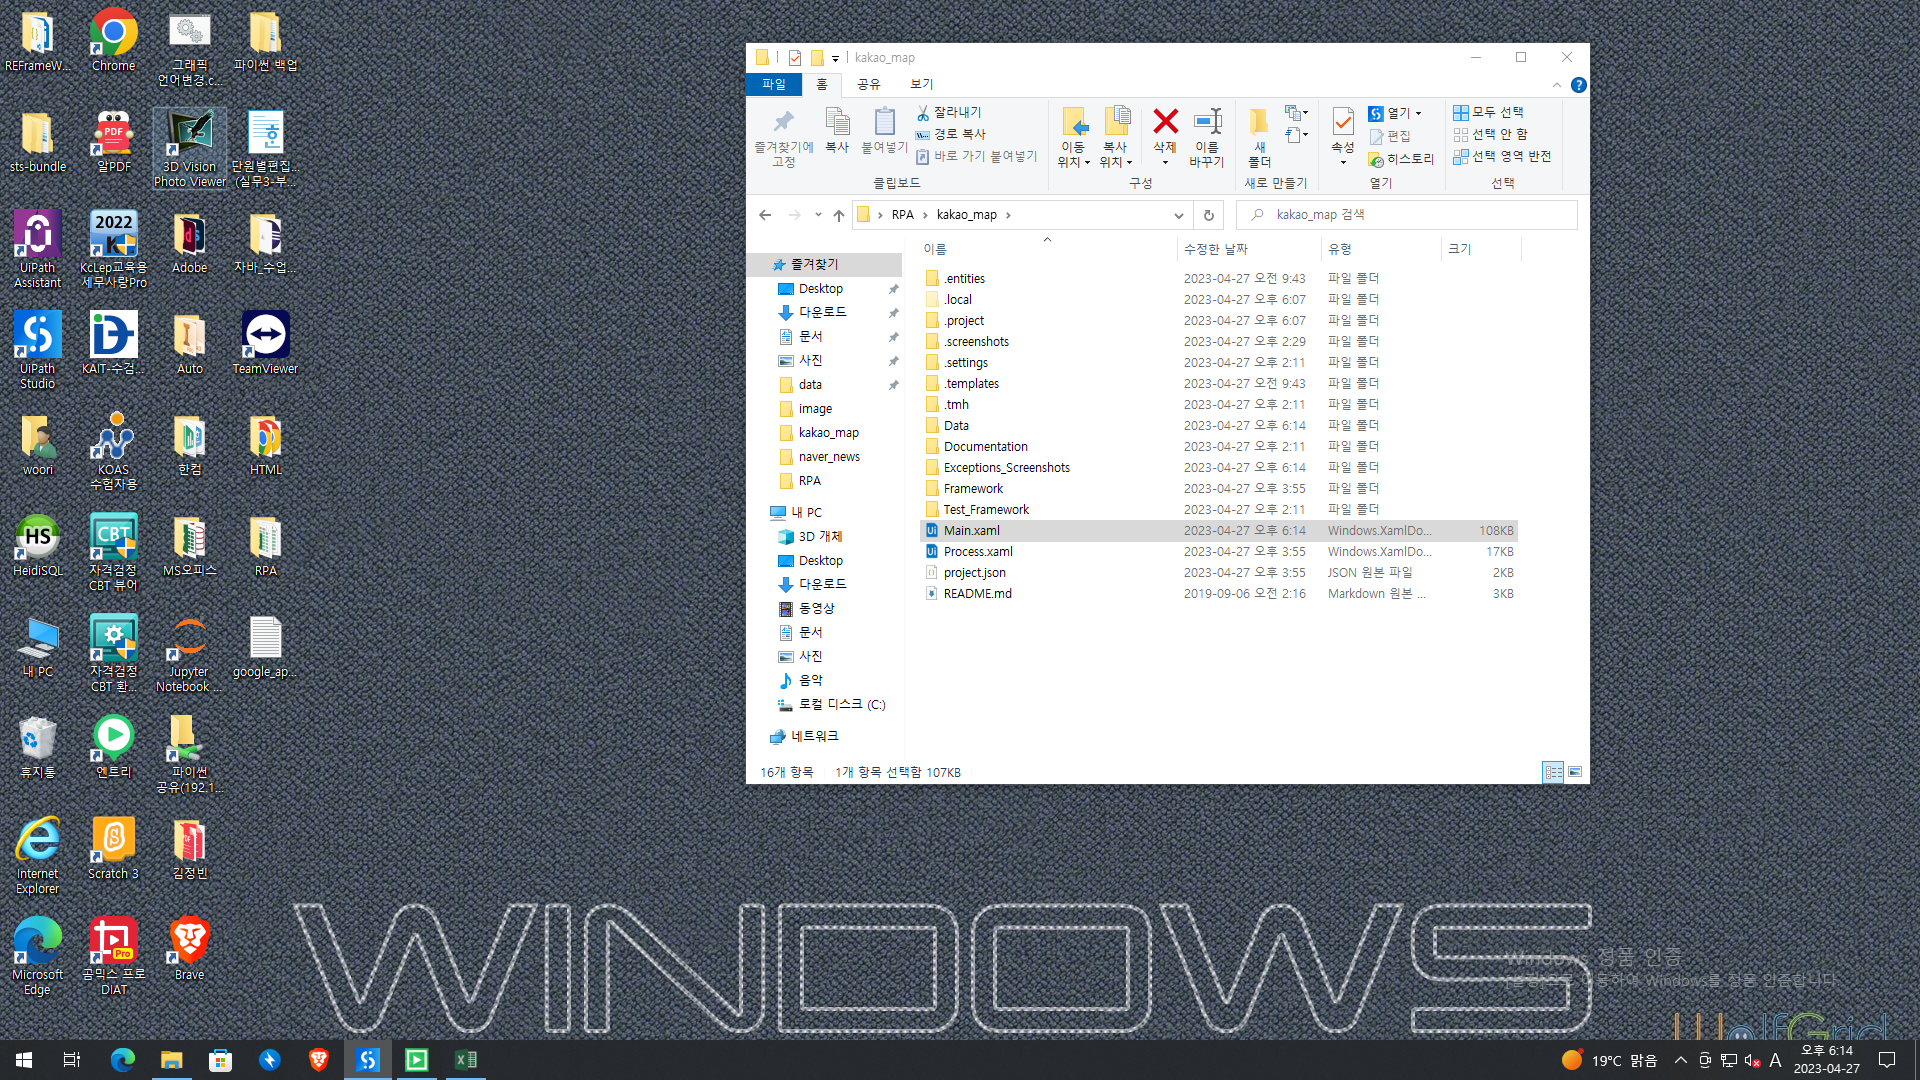 REFrameW...
Chrome
그래픽
언어변경.c...
파이썬 백업
sts-bundle
PDF
알PDF
3D Vision
Photo Viewer
단원별편집...
(실무3-부...
UiPath
Assistant
2022
KcLep교육용
세무사랑Pro
Adobe
자바_수업...
UiPath
Studio
KAIT-수검...
Auto
TeamViewer
woori
KOAS
수험자용
한컴
HTML
HS
HeidiSQL
CBT
자격검정
CBT 뷰어
MS오피스
RPA
내 PC
자격검정
CBT 환...
Jupyter
Notebook ...
google_ap...
휴지통
엔트리
파이썬
공유(192.1...
Internet
Explorer
Scratch 3
김정빈
Microsoft
Edge
Pro
곰믹스 프로
DIAT
Brave
kakao_map
파일
홈
공유
보기
즐겨찾기에
고정
복사
붙여넣기
잘라내기
경로 복사
바로 가기 붙여넣기
클립보드
이동
위치
복사
위치
삭제
이름
바꾸기
구성
새
폴더
새로 만들기
속성
열기
편집
히스토리
열기
모두 선택
선택 안 함
선택 영역 반전
선택
RPA
kakao_map
kakao_map 검색
즐겨찾기
Desktop
다운로드
문서
사진
data
image
kakao_map
naver_news
RPA
내 PC
3D 개체
Desktop
다운로드
동영상
문서
사진
음악
로컬 디스크 (C:)
네트워크
이름 수정한 날짜 유형 크기
.entities 2023-04-27 오전 9:43 파일 폴더
.local 2023-04-27 오후 6:07 파일 폴더
.project 2023-04-27 오후 6:07 파일 폴더
.screenshots 2023-04-27 오후 2:29 파일 폴더
.settings 2023-04-27 오후 2:11 파일 폴더
.templates 2023-04-27 오전 9:43 파일 폴더
.tmh 2023-04-27 오후 2:11 파일 폴더
Data 2023-04-27 오후 6:14 파일 폴더
Documentation 2023-04-27 오후 2:11 파일 폴더
Exceptions_Screenshots 2023-04-27 오후 6:14 파일 폴더
Framework 2023-04-27 오후 3:55 파일 폴더
Test_Framework 2023-04-27 오후 2:11 파일 폴더
Main.xaml 2023-04-27 오후 6:14 Windows.XamlDo... 108KB
Process.xaml 2023-04-27 오후 3:55 Windows.XamlDo... 17KB
project.json 2023-04-27 오후 3:55 JSON 원본 파일 2KB
README.md 2019-09-06 오전 2:16 Markdown 원본 ... 3KB
16개 항목 1개 항목 선택함 107KB
WINDOWS
Windows 정품 인증
Windows를 정품 인증합니다.
WolfGrid
19°C 맑음
A
오후 6:14
2023-04-27